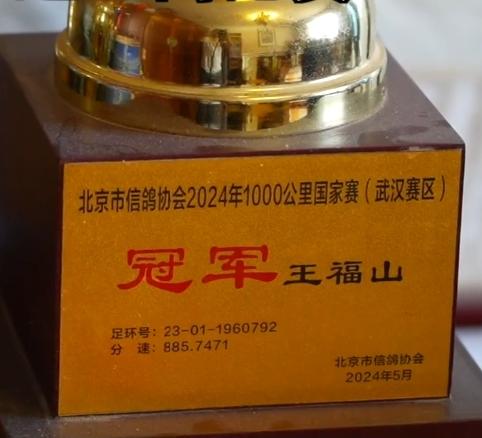 北京市信鸽协会2024年1000公里国家赛（武汉赛区）
冠军 王福山
足环号：23-01-1960792
分 速：885.7471
北京市信鸽协会
2024年5月